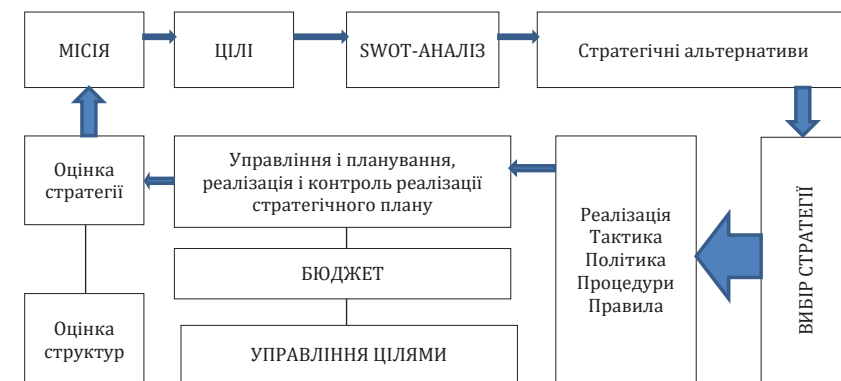 МІСІЯ
ЦІЛІ
SWOT-АНАЛІЗ
Стратегічні альтернативи
Оцінка
стратегії
Управління і планування,
реалізація і контроль реалізації
стратегічного плану
Реалізація
Тактика
Політика
Процедури
Правила
ВИБІР СТРАТЕГІЇ
БЮДЖЕТ
Оцінка
структур
УПРАВЛІННЯ ЦІЛЯМИ